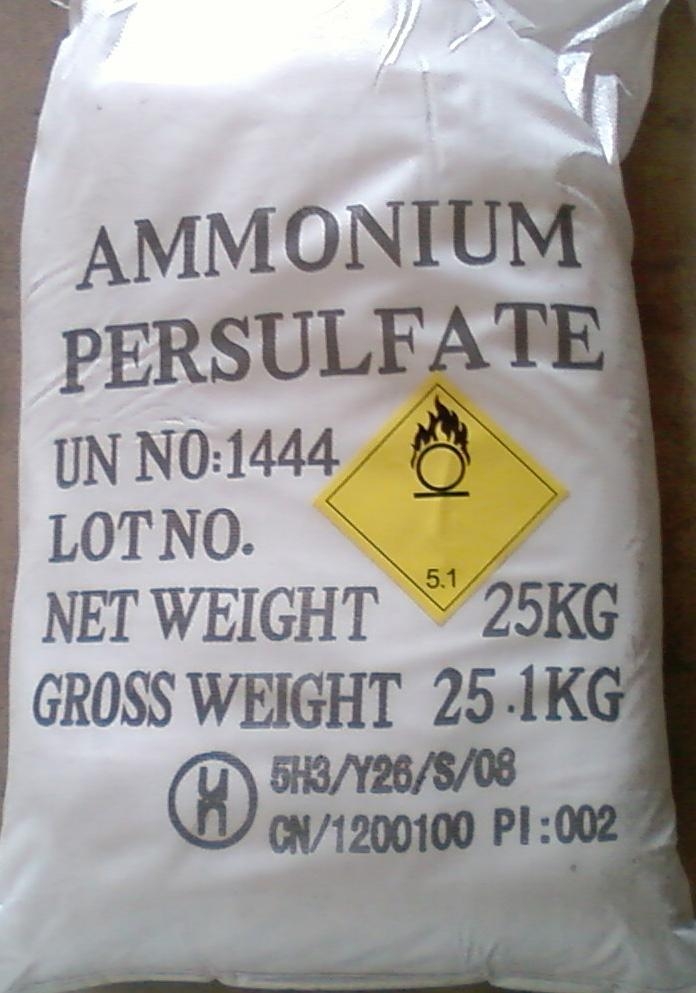 AMMONIUM
PERSULFATE
UN NO:1444
LOT NO.
5.1
NET WEIGHT 25KG
GROSS WEIGHT 25.1KG
5H3/Y26/S/08
CN/1200100 PI:002